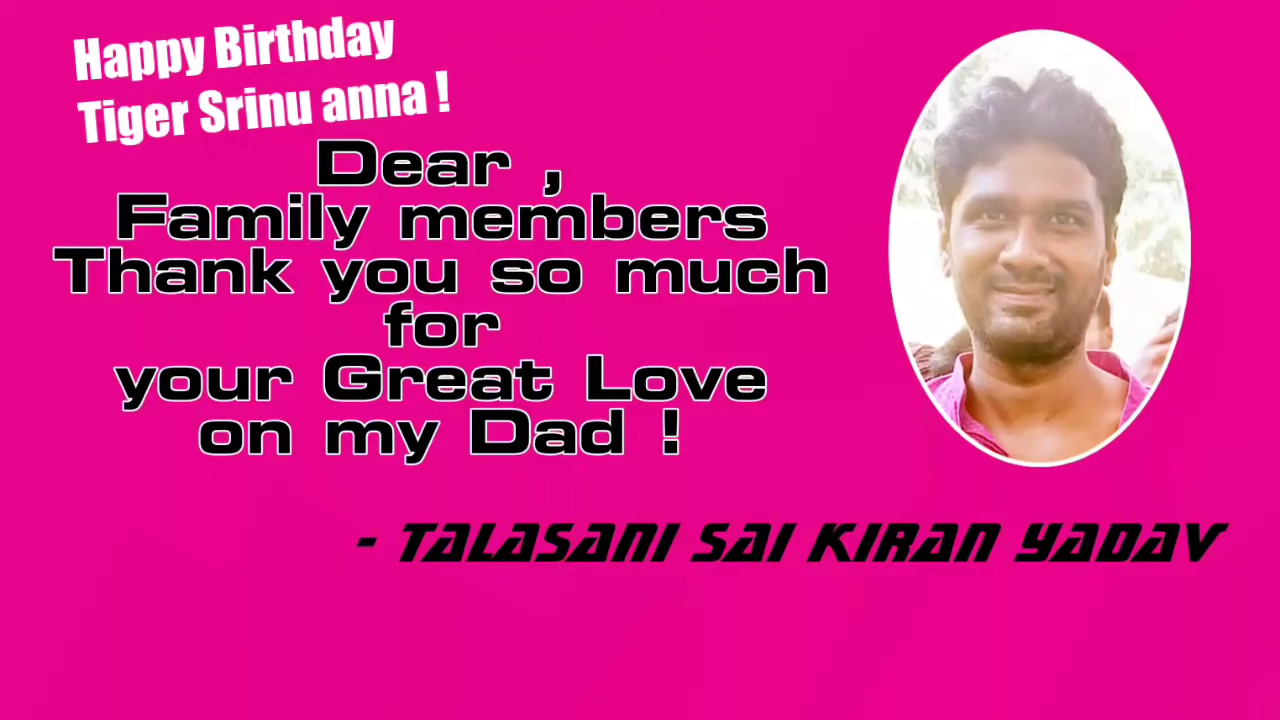 Happy Birthday
Tiger Srinu anna !
Dear ,
Family members
Thank you so much
for
your Great Love
on my Dad !
- TALASANI SAI KIRAN YADAV